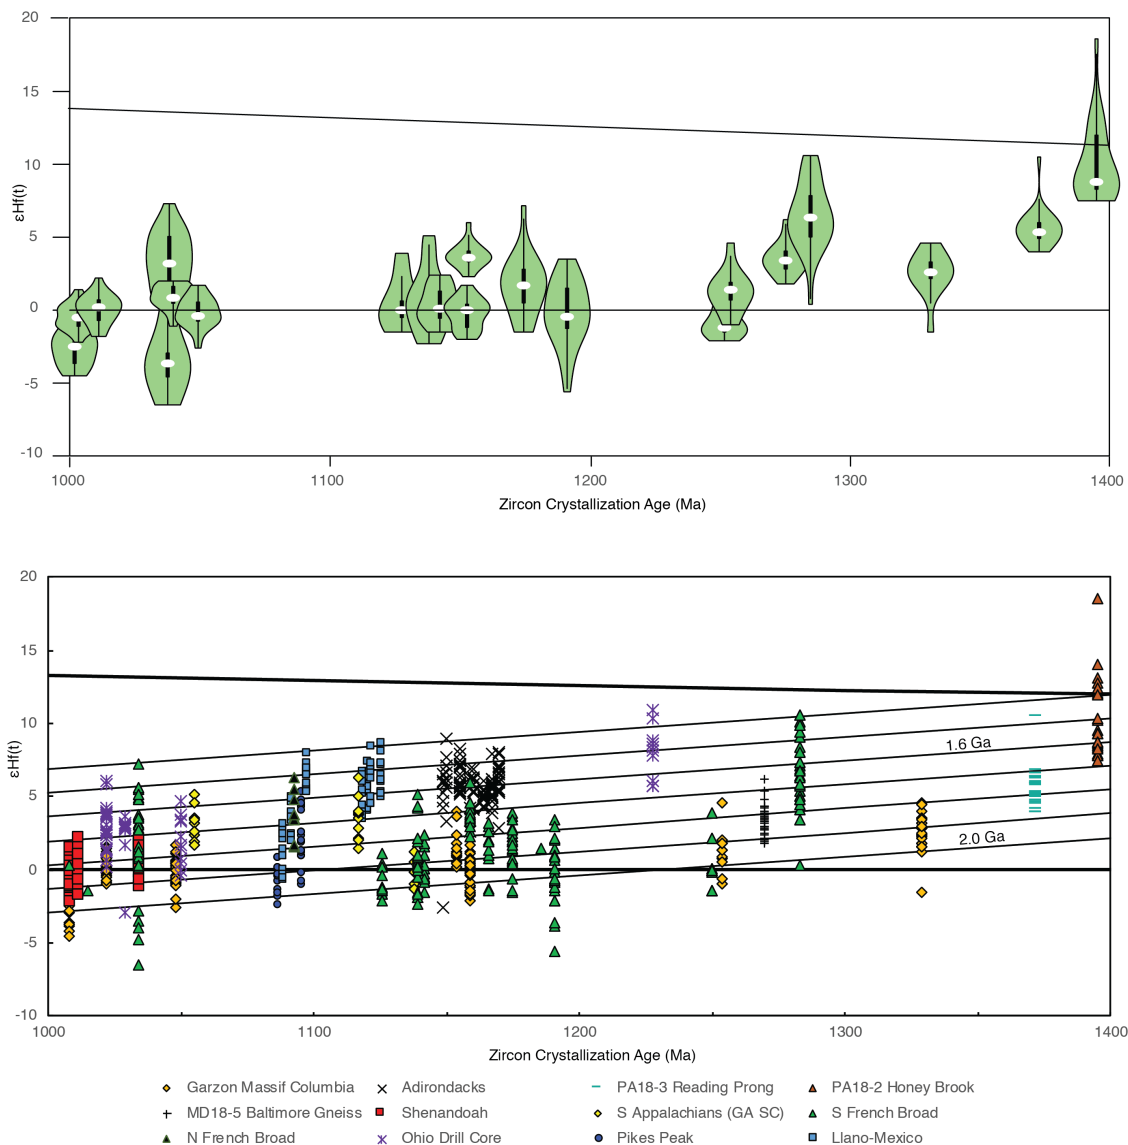 20
15
10
5
0
-5
-10
εHf(t)
1000
1100
1200
1300
1400
Zircon Crystallization Age (Ma)
20
15
10
5
0
-5
-10
εHf(t)
1.6 Ga
2.0 Ga
1000
1100
1200
1300
1400
Zircon Crystallization Age (Ma)
Garzon Massif Columbia
Adirondacks
PA18-3 Reading Prong
PA18-2 Honey Brook
MD18-5 Baltimore Gneiss
Shenandoah
S Appalachians (GA SC)
S French Broad
N French Broad
Ohio Drill Core
Pikes Peak
Llano-Mexico